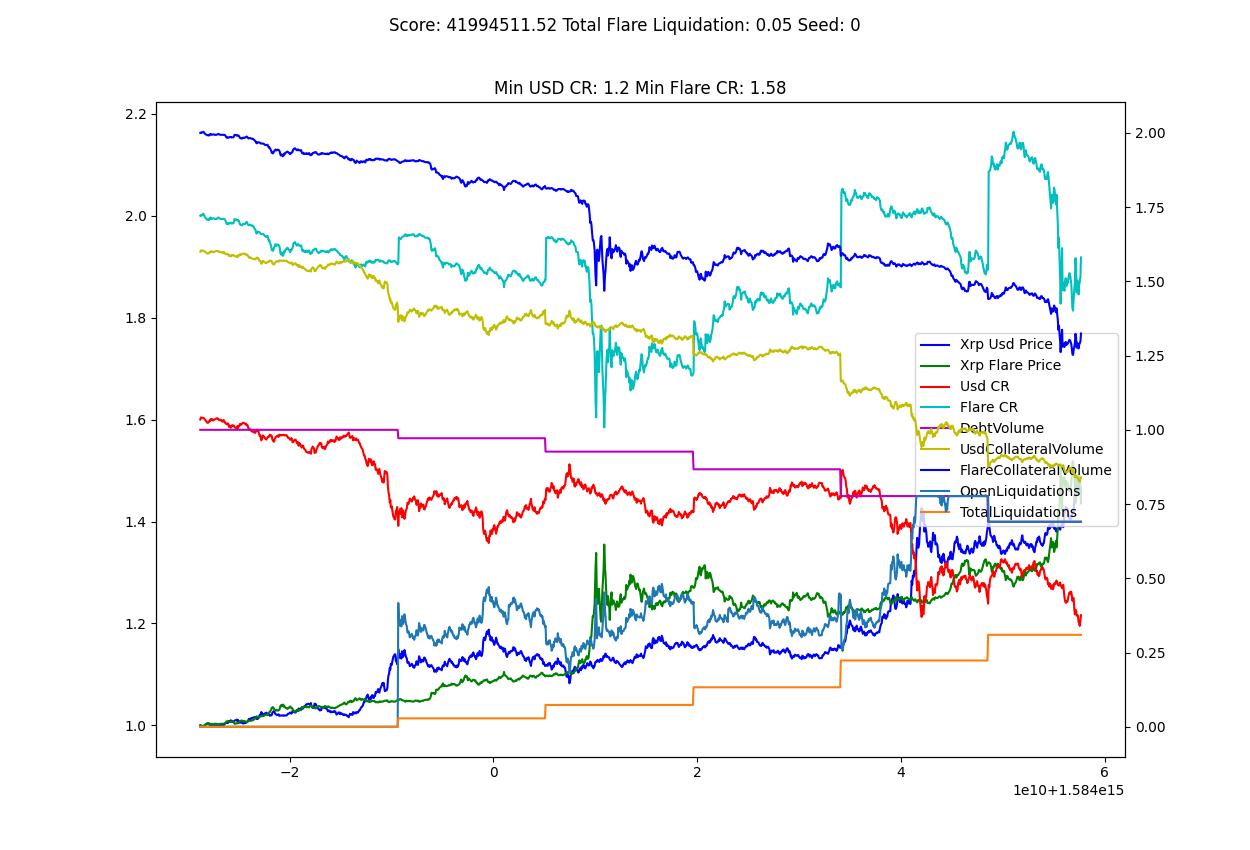 Score: 41994511.52 Total Flare Liquidation: 0.05 Seed: 0
Min USD CR: 1.2 Min Flare CR: 1.58
2.2
2.0
1.8
1.6
1.4
1.2
1.0
2.00
1.75
1.50
1.25
1.00
0.75
0.50
0.25
0.00
Xrp Usd Price
Xrp Flare Price
Usd CR
Flare CR
DebtVolume
UsdCollateralVolume
FlareCollateralVolume
OpenLiquidations
TotalLiquidations
−2 0 2 4 6
1e10+1.584e15